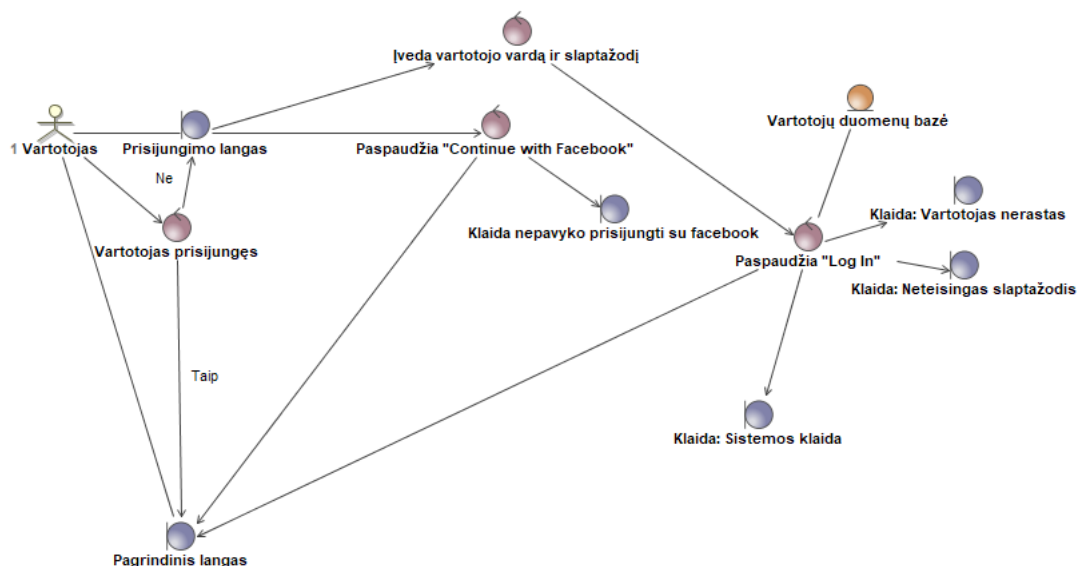 Įveda vartotojo vardą ir slaptažodį
Vartotojų duomenų bazė
1 Vartotojas
Prisijungimo langas
Paspaudžia "Continue with Facebook"
Ne
Klaida: Vartotojas nerastas
Klaida nepavyko prisijungti su facebook
Vartotojas prisijungęs
Paspaudžia "Log In"
Klaida: Neteisingas slaptažodis
Taip
Klaida: Sistemos klaida
Pagrindinis langas